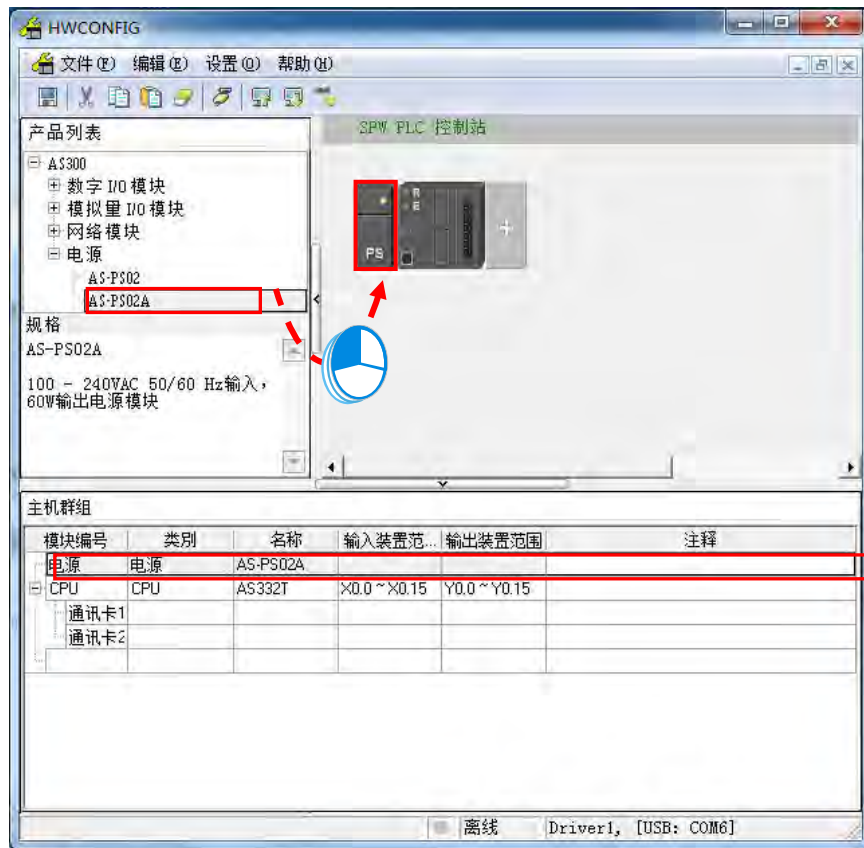 HWCONFIG
文件(F) 编辑(E) 设置(O) 帮助(H)
产品列表
SPW PLC 控制站
AS300
数字 I/O 模块
模拟量 I/O 模块
网络模块
电源
AS-PS02
AS-PS02A
R
E
PS
规格
AS-PS02A
100 - 240VAC 50/60 Hz输入，
60W输出电源模块
主机群组
模块编号 类别 名称 输入装置范... 输出装置范围 注释
电源 电源 AS-PS02A
CPU CPU AS332T X0.0 ~ X0.15 Y0.0 ~ Y0.15
通讯卡1
通讯卡2
离线 Driver1, [USB: COM6]